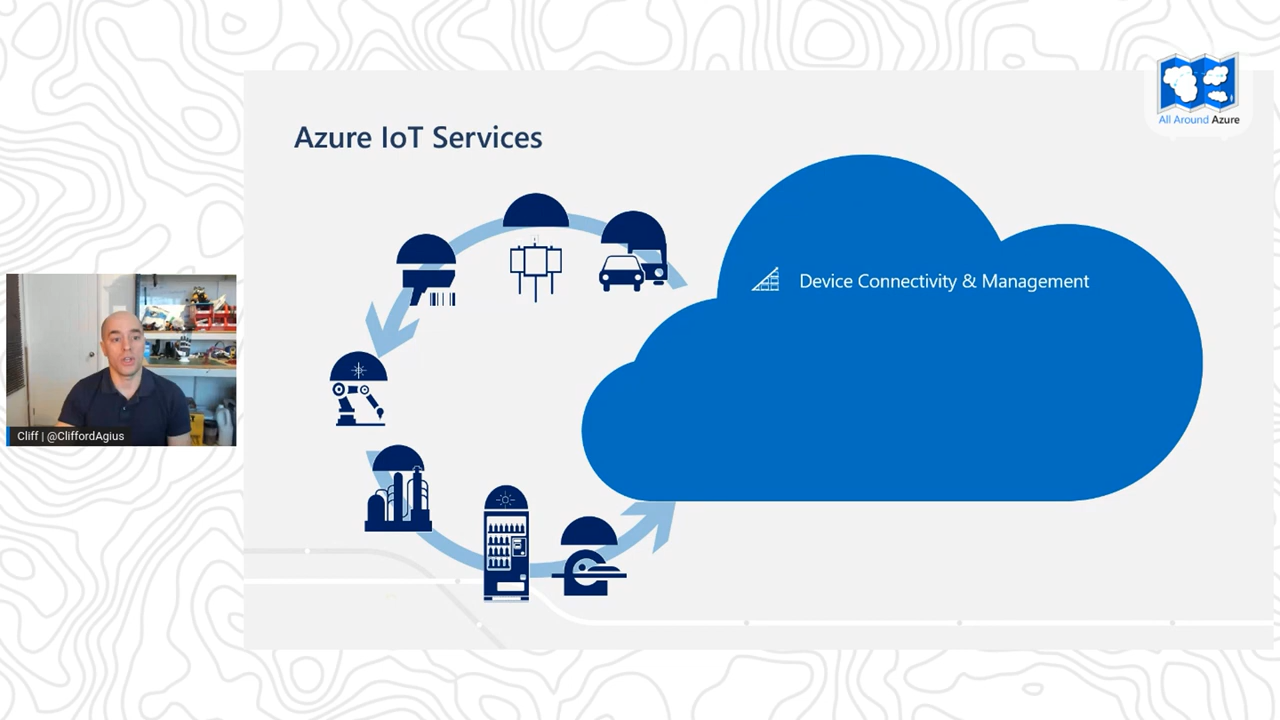 All Around Azure
Azure IoT Services
Device Connectivity & Management
Cliff | @CliffordAgius